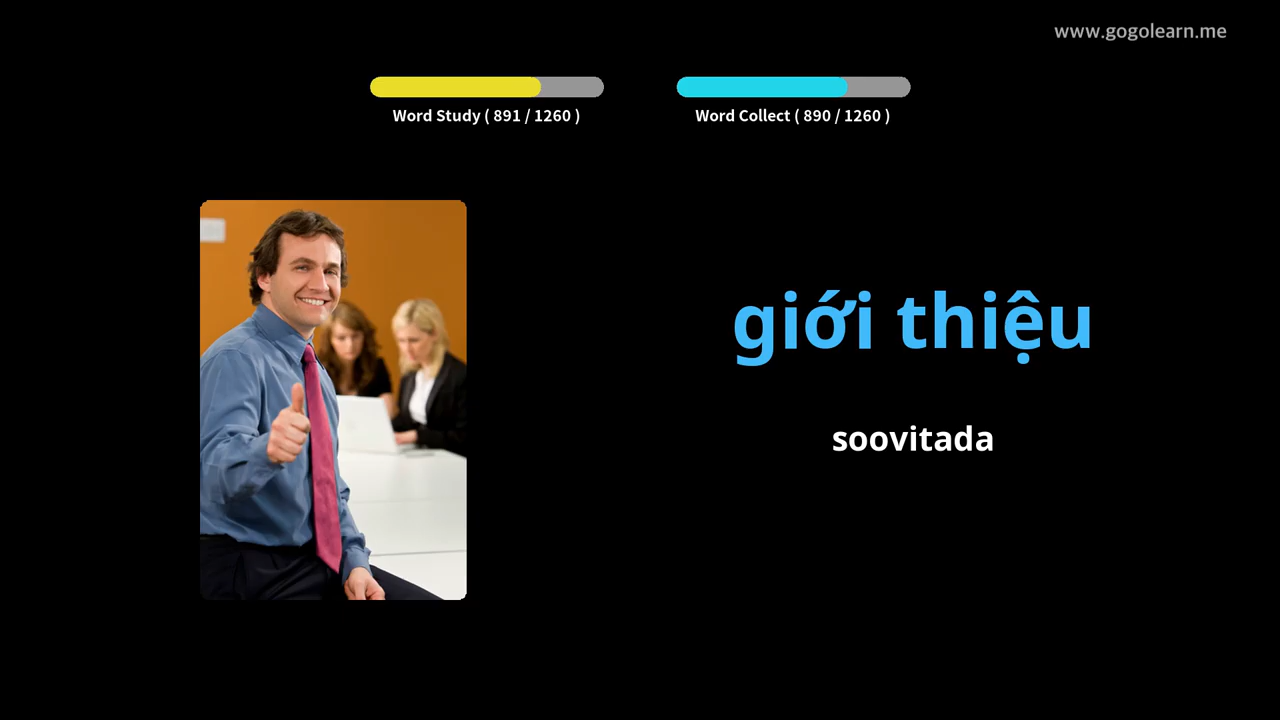 www.gogolearn.me
Word Study ( 891 / 1260 )
Word Collect ( 890 / 1260 )
giới thiệu
soovitada